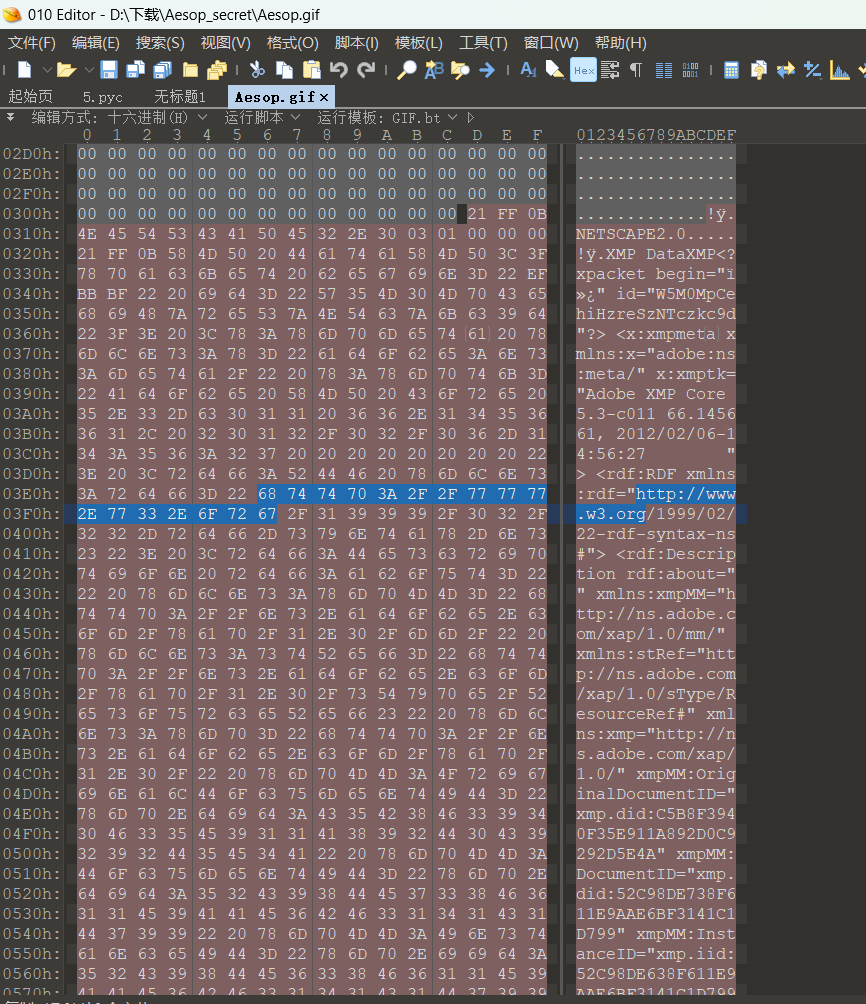 010 Editor - D:\下载\Aesop_secret\Aesop.gif
文件(F) 编辑(E) 搜索(S) 视图(V) 格式(O) 脚本(I) 模板(L) 工具(T) 窗口(W) 帮助(H)
Hex
起始页 5.pyc 无标题1 Aesop.gif×
编辑方式: 十六进制(H) 运行脚本 运行模板: GIF.bt
0 1 2 3 4 5 6 7 8 9 A B C D E F 0123456789ABCDEF
02D0h: 00 00 00 00 00 00 00 00 00 00 00 00 00 00 00 00 ................
02E0h: 00 00 00 00 00 00 00 00 00 00 00 00 00 00 00 00 ................
02F0h: 00 00 00 00 00 00 00 00 00 00 00 00 00 00 00 00 ................
0300h: 00 00 00 00 00 00 00 00 00 00 00 00 00 21 FF 0B .............!ÿ.
0310h: 4E 45 54 53 43 41 50 45 32 2E 30 03 01 00 00 00 NETSCAPE2.0.....
0320h: 21 FF 0B 58 4D 50 20 44 61 74 61 58 4D 50 3C 3F !ÿ.XMP DataXMP<?
0330h: 78 70 61 63 6B 65 74 20 62 65 67 69 6E 3D 22 EF xpacket begin="ï
0340h: BB BF 22 20 69 64 3D 22 57 35 4D 30 4D 70 43 65 »¿" id="W5M0MpCe
0350h: 68 69 48 7A 72 65 53 7A 4E 54 63 7A 6B 63 39 64 hiHzreSzNTczkc9d
0360h: 22 3F 3E 20 3C 78 3A 78 6D 70 6D 65 74 61 20 78 "?> <x:xmpmeta x
0370h: 6D 6C 6E 73 3A 78 3D 22 61 64 6F 62 65 3A 6E 73 mlns:x="adobe:ns
0380h: 3A 6D 65 74 61 2F 22 20 78 3A 78 6D 70 74 6B 3D :meta/" x:xmptk=
0390h: 22 41 64 6F 62 65 20 58 4D 50 20 43 6F 72 65 20 "Adobe XMP Core
03A0h: 35 2E 33 2D 63 30 31 31 20 36 36 2E 31 34 35 36 5.3-c011 66.1456
03B0h: 36 31 2C 20 32 30 31 32 2F 30 32 2F 30 36 2D 31 61, 2012/02/06-1
03C0h: 34 3A 35 36 3A 32 37 20 20 20 20 20 20 20 20 22 4:56:27        "
03D0h: 3E 20 3C 72 64 66 3A 52 44 46 20 78 6D 6C 6E 73 > <rdf:RDF xmlns
03E0h: 3A 72 64 66 3D 22 68 74 74 70 3A 2F 2F 77 77 77 :rdf="http://www
03F0h: 2E 77 33 2E 6F 72 67 2F 31 39 39 39 2F 30 32 2F .w3.org/1999/02/
0400h: 32 32 2D 72 64 66 2D 73 79 6E 74 61 78 2D 6E 73 22-rdf-syntax-ns
0410h: 23 22 3E 20 3C 72 64 66 3A 44 65 73 63 72 69 70 #"> <rdf:Descrip
0420h: 74 69 6F 6E 20 72 64 66 3A 61 62 6F 75 74 3D 22 tion rdf:about="
0430h: 22 20 78 6D 6C 6E 73 3A 78 6D 70 4D 4D 3D 22 68 " xmlns:xmpMM="h
0440h: 74 74 70 3A 2F 2F 6E 73 2E 61 64 6F 62 65 2E 63 ttp://ns.adobe.c
0450h: 6F 6D 2F 78 61 70 2F 31 2E 30 2F 6D 6D 2F 22 20 om/xap/1.0/mm/"
0460h: 78 6D 6C 6E 73 3A 73 74 52 65 66 3D 22 68 74 74 xmlns:stRef="htt
0470h: 70 3A 2F 2F 6E 73 2E 61 64 6F 62 65 2E 63 6F 6D p://ns.adobe.com
0480h: 2F 78 61 70 2F 31 2E 30 2F 73 54 79 70 65 2F 52 /xap/1.0/sType/R
0490h: 65 73 6F 75 72 63 65 52 65 66 23 22 20 78 6D 6C esourceRef#" xml
04A0h: 6E 73 3A 78 6D 70 3D 22 68 74 74 70 3A 2F 2F 6E ns:xmp="http://n
04B0h: 73 2E 61 64 6F 62 65 2E 63 6F 6D 2F 78 61 70 2F s.adobe.com/xap/
04C0h: 31 2E 30 2F 22 20 78 6D 70 4D 4D 3A 4F 72 69 67 1.0/" xmpMM:Orig
04D0h: 69 6E 61 6C 44 6F 63 75 6D 65 6E 74 49 44 3D 22 inalDocumentID="
04E0h: 78 6D 70 2E 64 69 64 3A 43 35 42 38 46 33 39 34 xmp.did:C5B8F394
04F0h: 30 46 33 35 45 39 31 31 41 38 39 32 44 30 43 39 0F35E911A892D0C9
0500h: 32 39 32 44 35 45 34 41 22 20 78 6D 70 4D 4D 3A 292D5E4A" xmpMM:
0510h: 44 6F 63 75 6D 65 6E 74 49 44 3D 22 78 6D 70 2E DocumentID="xmp.
0520h: 64 69 64 3A 35 32 43 39 38 44 45 37 33 38 46 36 did:52C98DE738F6
0530h: 31 31 45 39 41 41 45 36 42 46 33 31 34 31 43 31 11E9AAE6BF3141C1
0540h: 44 37 39 39 22 20 78 6D 70 4D 4D 3A 49 6E 73 74 D799" xmpMM:Inst
0550h: 61 6E 63 65 49 44 3D 22 78 6D 70 2E 69 69 64 3A anceID="xmp.iid:
0560h: 35 32 43 39 38 44 45 36 33 38 46 36 31 31 45 39 52C98DE638F611E9
0570h: 41 41 45 36 42 46 33 31 34 31 43 31 44 37 39 39 AAE6BF3141C1D799